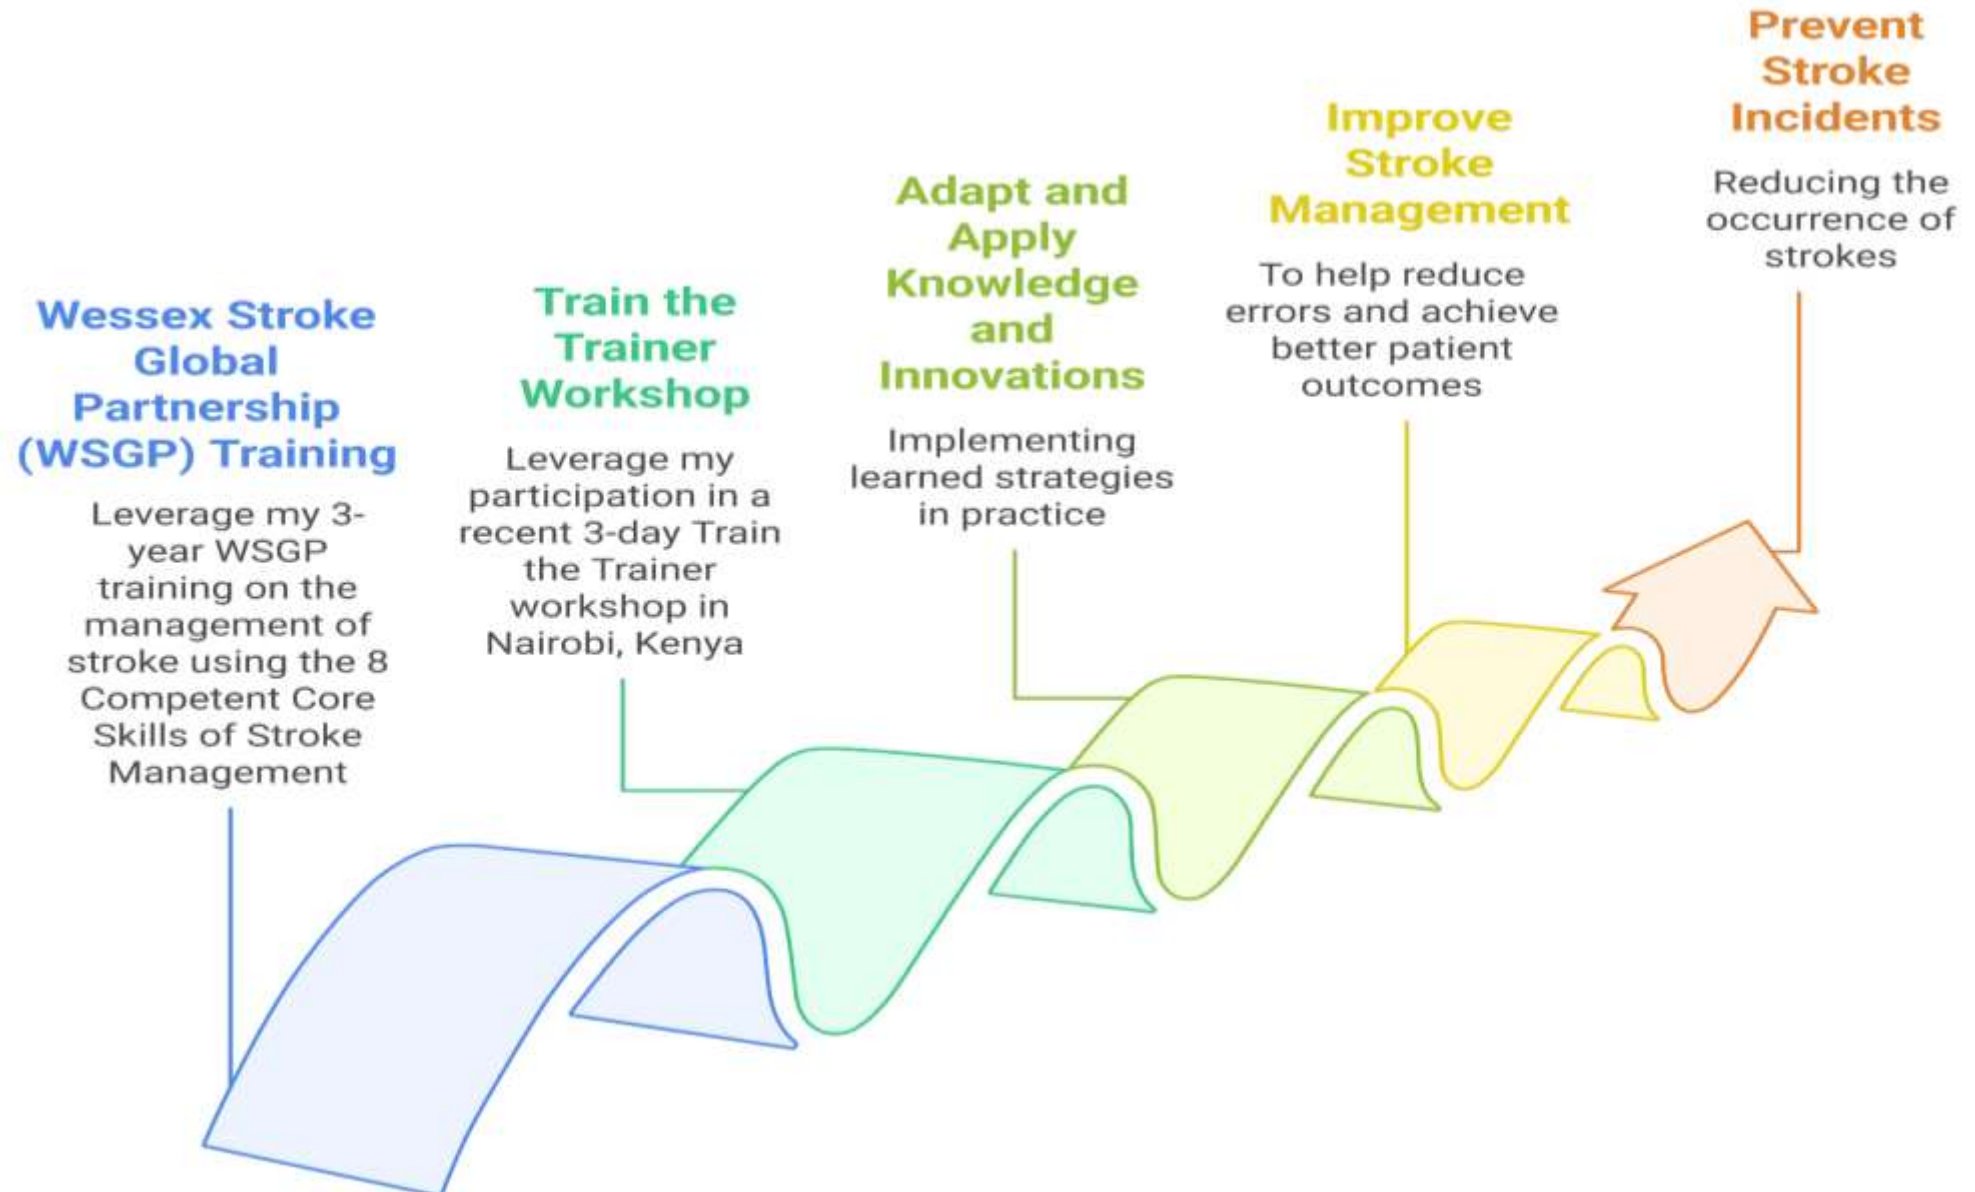 Wessex Stroke
Global
Partnership
(WSGP) Training
Leverage my 3-
year WSGP
training on the
management of
stroke using the 8
Competent Core
Skills of Stroke
Management
Train the
Trainer
Workshop
Leverage my
participation in a
recent 3-day Train
the Trainer
workshop in
Nairobi, Kenya
Adapt and
Apply
Knowledge
and
Innovations
Implementing
learned strategies
in practice
Improve
Stroke
Management
To help reduce
errors and achieve
better patient
outcomes
Prevent
Stroke
Incidents
Reducing the
occurrence of
strokes